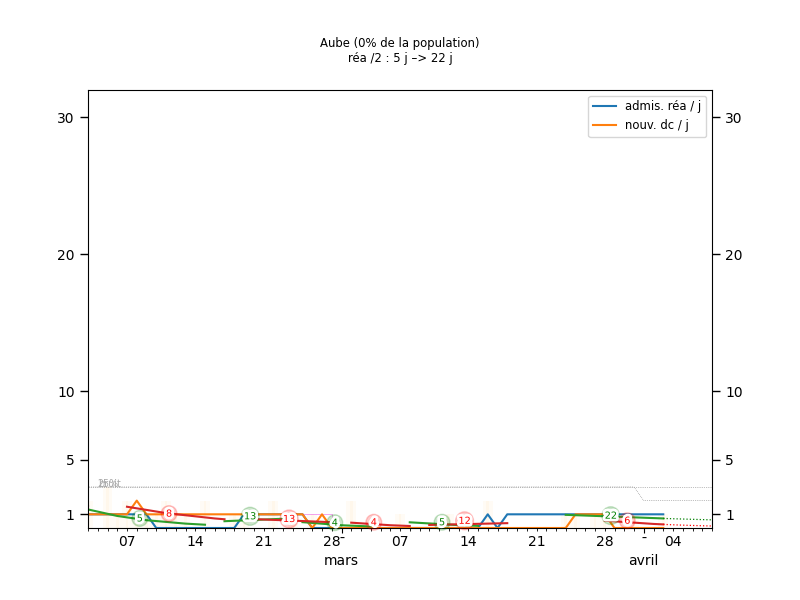 Aube (0% de la population)
réa /2 : 5 j –> 22 j
admis. réa / j
nouv. dc / j
30 30
20 20
10 10
5 5
1 1
5 8 13 13 4 4 5 12 22 6
07 14 21 28 - 07 14 21 28 - 04
mars avril